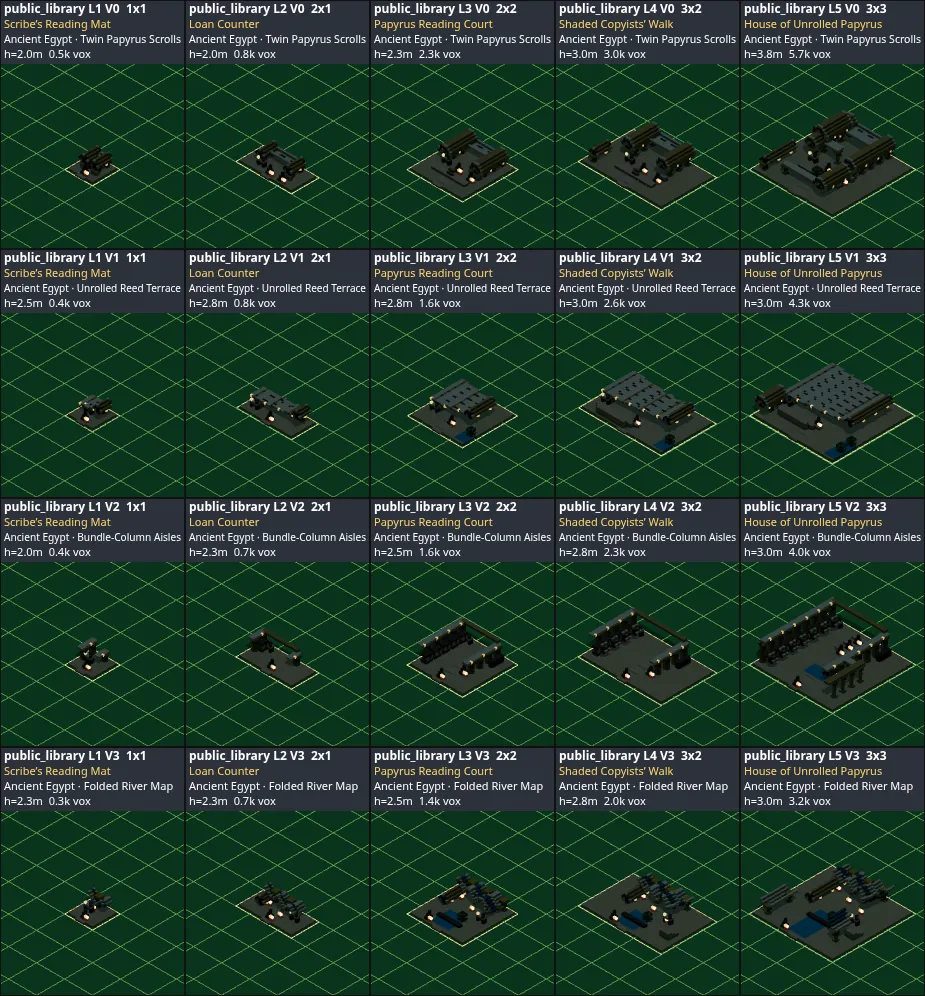 public_library L1 V0 1x1
Scribe's Reading Mat
Ancient Egypt · Twin Papyrus Scrolls
h=2.0m 0.5k vox
public_library L2 V0 2x1
Loan Counter
Ancient Egypt · Twin Papyrus Scrolls
h=2.0m 0.8k vox
public_library L3 V0 2x2
Papyrus Reading Court
Ancient Egypt · Twin Papyrus Scrolls
h=2.3m 2.3k vox
public_library L4 V0 3x2
Shaded Copyists' Walk
Ancient Egypt · Twin Papyrus Scrolls
h=3.0m 3.0k vox
public_library L5 V0 3x3
House of Unrolled Papyrus
Ancient Egypt · Twin Papyrus Scrolls
h=3.8m 5.7k vox
public_library L1 V1 1x1
Scribe's Reading Mat
Ancient Egypt · Unrolled Reed Terrace
h=2.5m 0.4k vox
public_library L2 V1 2x1
Loan Counter
Ancient Egypt · Unrolled Reed Terrace
h=2.8m 0.8k vox
public_library L3 V1 2x2
Papyrus Reading Court
Ancient Egypt · Unrolled Reed Terrace
h=2.8m 1.6k vox
public_library L4 V1 3x2
Shaded Copyists' Walk
Ancient Egypt · Unrolled Reed Terrace
h=3.0m 2.6k vox
public_library L5 V1 3x3
House of Unrolled Papyrus
Ancient Egypt · Unrolled Reed Terrace
h=3.0m 4.3k vox
public_library L1 V2 1x1
Scribe's Reading Mat
Ancient Egypt · Bundle-Column Aisles
h=2.0m 0.4k vox
public_library L2 V2 2x1
Loan Counter
Ancient Egypt · Bundle-Column Aisles
h=2.3m 0.7k vox
public_library L3 V2 2x2
Papyrus Reading Court
Ancient Egypt · Bundle-Column Aisles
h=2.5m 1.6k vox
public_library L4 V2 3x2
Shaded Copyists' Walk
Ancient Egypt · Bundle-Column Aisles
h=2.8m 2.3k vox
public_library L5 V2 3x3
House of Unrolled Papyrus
Ancient Egypt · Bundle-Column Aisles
h=3.0m 4.0k vox
public_library L1 V3 1x1
Scribe's Reading Mat
Ancient Egypt · Folded River Map
h=2.3m 0.3k vox
public_library L2 V3 2x1
Loan Counter
Ancient Egypt · Folded River Map
h=2.3m 0.7k vox
public_library L3 V3 2x2
Papyrus Reading Court
Ancient Egypt · Folded River Map
h=2.5m 1.4k vox
public_library L4 V3 3x2
Shaded Copyists' Walk
Ancient Egypt · Folded River Map
h=2.8m 2.0k vox
public_library L5 V3 3x3
House of Unrolled Papyrus
Ancient Egypt · Folded River Map
h=3.0m 3.2k vox